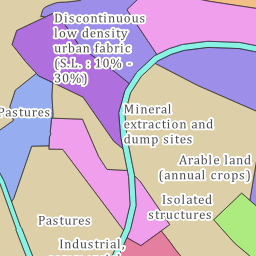 Discontinuous
low density
urban fabric
(S.L. : 10% -
30%)
Pastures
Mineral
extraction and
dump sites
Arable land
(annual crops)
Isolated
structures
Pastures
Industrial,